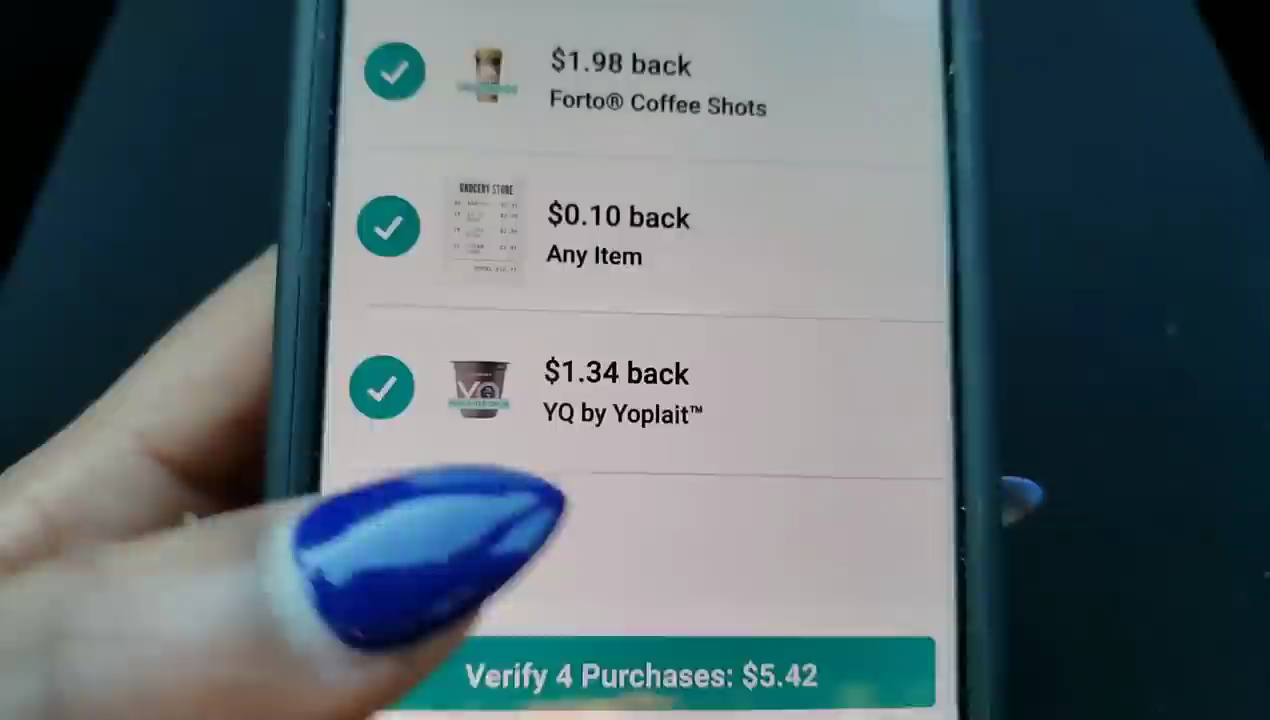 $1.98 back
Forto® Coffee Shots
GROCERY STORE
$0.10 back
Any Item
YQ
$1.34 back
YQ by Yoplait™
Verify 4 Purchases: $5.42